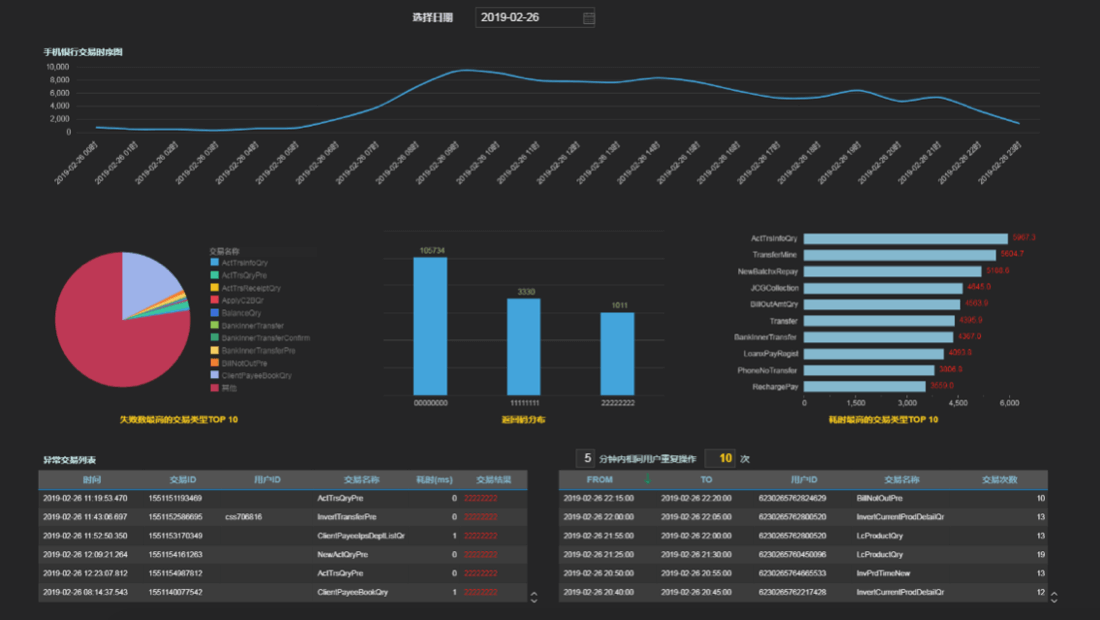 选择日期 2019-02-26
手机银行交易时序图
10,000
8,000
6,000
4,000
2,000
0
2019-02-26 00时 2019-02-26 01时 2019-02-26 02时 2019-02-26 03时 2019-02-26 04时 2019-02-26 05时 2019-02-26 06时 2019-02-26 07时 2019-02-26 08时 2019-02-26 09时 2019-02-26 10时 2019-02-26 11时 2019-02-26 12时 2019-02-26 13时 2019-02-26 14时 2019-02-26 15时 2019-02-26 16时 2019-02-26 17时 2019-02-26 18时 2019-02-26 19时 2019-02-26 20时 2019-02-26 21时 2019-02-26 22时 2019-02-26 23时
交易名称
ActTrsInfoQry
ActTrsQryPre
ActTrsReceiptQry
ApplyC2BQr
BalanceQry
BankInnerTransfer
BankInnerTransferConfirm
BankInnerTransferPre
BillNotOutPre
ClientPayeeBookQry
其他
失败数最高的交易类型TOP 10
105734
3330
1011
00000000 11111111 22222222
返回码分布
ActTrsInfoQry 5967.3
TransferMine
NewBatchxRepay
JCGCollection 4645.0
BillOutAmtQry
Transfer
BankInnerTransfer
LoansPayRegist
PhoneNoTransfer
RechargePay
0 1,500 3,000 4,500 6,000
耗时最高的交易类型TOP 10
异常交易列表
时间 交易ID 用户ID 交易名称 耗时(ms) 交易结果
2019-02-26 11:19:53.470 1551151193469 ActTrsQryPre 0 22222222
2019-02-26 11:43:06.697 1551152586695 css706816 InvertTransferPre 0 22222222
2019-02-26 11:52:50.350 1551153170349 ClientPayeeIpsDeptListQr 1 22222222
2019-02-26 12:09:21.264 1551154161263 NewActQryPre 0 22222222
2019-02-26 12:23:07.812 1551154987812 ActTrsQryPre 0 22222222
2019-02-26 08:14:37.543 1551140077542 ClientPayeeBookQry 1 22222222
5 分钟内相同用户重复操作 10 次
FROM TO 用户ID 交易名称 交易次数
2019-02-26 22:15:00 2019-02-26 22:20:00 6230265762824629 BillNotOutPre 10
2019-02-26 22:00:00 2019-02-26 22:05:00 6230265762800520 InvertCurrentProdDetailQr 13
2019-02-26 21:55:00 2019-02-26 22:00:00 6230265762800520 LcProductQry 13
2019-02-26 21:25:00 2019-02-26 21:30:00 6230265760450096 LcProductQry 19
2019-02-26 20:50:00 2019-02-26 20:55:00 6230265764665533 InvPrdTimeNew 13
2019-02-26 20:40:00 2019-02-26 20:45:00 6230265762217428 InvertCurrentProdDetailQr 12